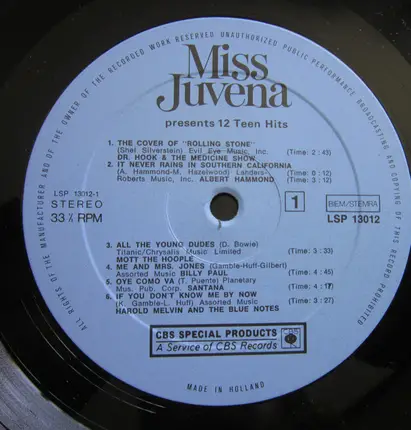 ALL RIGHTS OF THE MANUFACTURER AND OF THE OWNER OF THE RECORDED WORK RESERVED UNAUTHORIZED PUBLIC PERFORMANCE BROADCASTING AND COPYING OF THIS RECORD PROHIBITED
Miss
Juvena
presents 12 Teen Hits
1. THE COVER OF "ROLLING STONE"
(Shel Silverstein) Evil Eye Music, Inc. (Time: 2:45)
DR. HOOK & THE MEDICINE SHOW
2. IT NEVER RAINS IN SOUTHERN CALIFORNIA
(A. Hammond-M. Hazelwood) Landers- (Time: 0:12)
Roberts Music, Inc. ALBERT HAMMOND (Time: 3:12)
LSP 13012-1
STEREO
33 ⅓ RPM
1
BIEM/STEMRA
LSP 13012
3. ALL THE YOUNG DUDES (D. Bowie)
Titanic/Chrysalis Music Limited (Time: 3:33)
MOTT THE HOOPLE
4. ME AND MRS. JONES (Gamble-Huff-Gilbert)
Assorted Music BILLY PAUL (Time: 4:45)
5. OYE COMO VA (T. Puente) Planetary
Mus. Pub. Corp. SANTANA (Time: 4:17)
6. IF YOU DON'T KNOW ME BY NOW
(K. Gamble-L. Huff) Assorted Music (Time: 3:27)
HAROLD MELVIN AND THE BLUE NOTES
CBS SPECIAL PRODUCTS
A Service of CBS Records
CBS
MADE IN HOLLAND